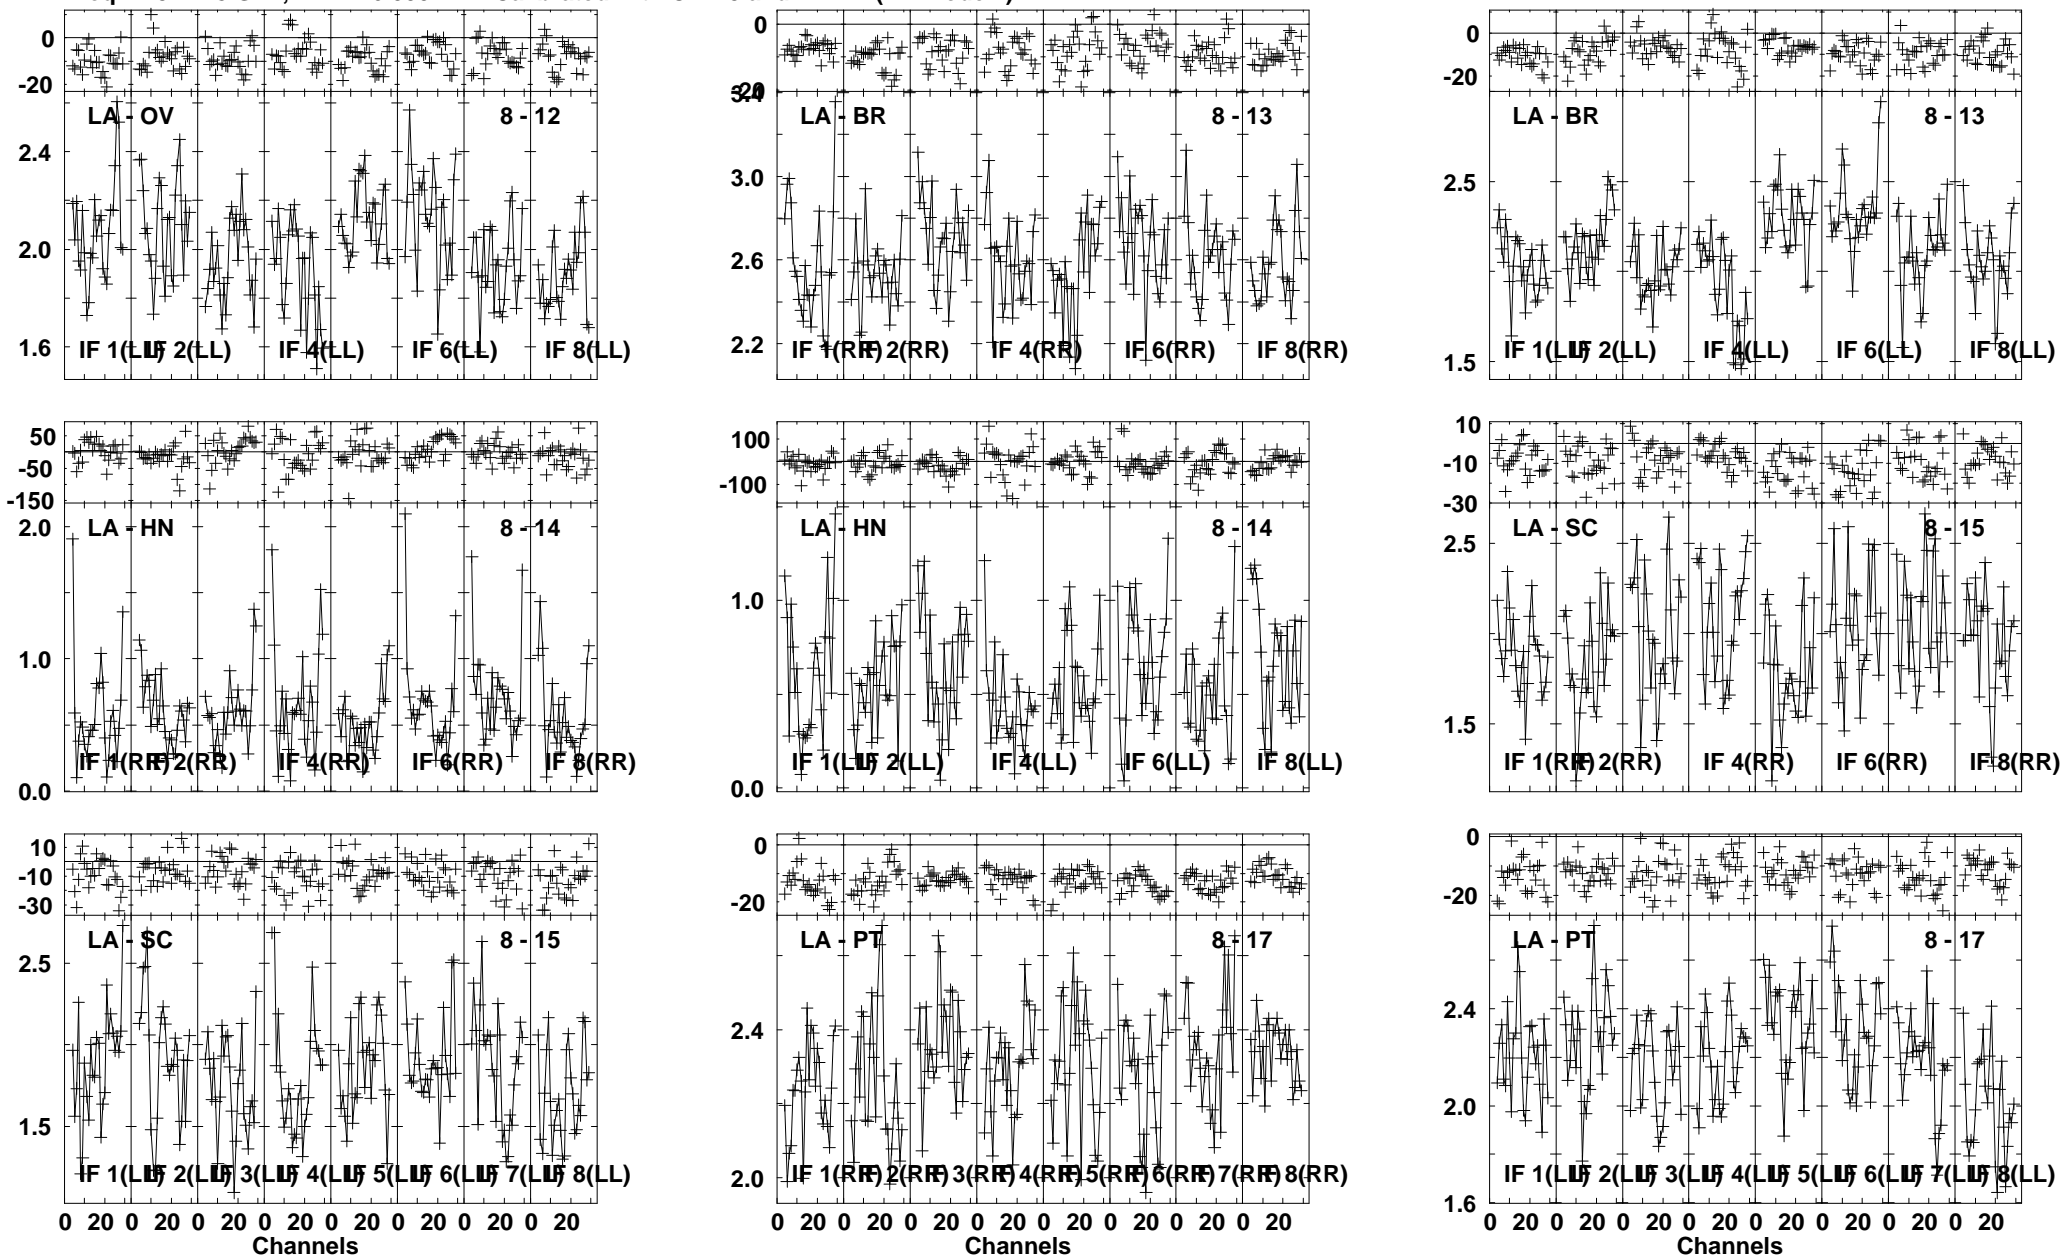 0
-20
LA - OV 8 - 12
2.4
2.0
1.6
IF 1(LL) IF 2(LL) IF 4(LL) IF 6(LL) IF 8(LL)
0
-20
3.4
LA - BR 8 - 13
3.0
2.6
2.2
IF 1(RR) IF 2(RR) IF 4(RR) IF 6(RR) IF 8(RR)
0
-20
LA - BR 8 - 13
2.5
1.5
IF 1(LL) IF 2(LL) IF 4(LL) IF 6(LL) IF 8(LL)
50
-50
-150
2.0
LA - HN 8 - 14
1.0
IF 1(RR) IF 2(RR) IF 4(RR) IF 6(RR) IF 8(RR)
0.0
100
-100
LA - HN 8 - 14
1.0
IF 1(LL) IF 2(LL) IF 4(LL) IF 6(LL) IF 8(LL)
0.0
10
-10
-30
LA - SC 8 - 15
2.5
1.5
IF 1(RR) IF 2(RR) IF 4(RR) IF 6(RR) IF 8(RR)
10
-10
-30
LA - SC 8 - 15
2.5
1.5
IF 1(LL) IF 2(LL) IF 3(LL) IF 4(LL) IF 5(LL) IF 6(LL) IF 7(LL) IF 8(LL)
0 20 0 20 0 20 0 20 0 20 0 20 0 20 0 20
Channels
0
-20
LA - PT 8 - 17
2.4
2.0
IF 1(RR) IF 2(RR) IF 3(RR) IF 4(RR) IF 5(RR) IF 6(RR) IF 7(RR) IF 8(RR)
0 20 0 20 0 20 0 20 0 20 0 20 0 20 0 20
Channels
0
-20
LA - PT 8 - 17
2.4
2.0
IF 1(LL) IF 2(LL) IF 3(LL) IF 4(LL) IF 5(LL) IF 6(LL) IF 7(LL) IF 8(LL)
1.6
0 20 0 20 0 20 0 20 0 20 0 20 0 20 0 20
Channels